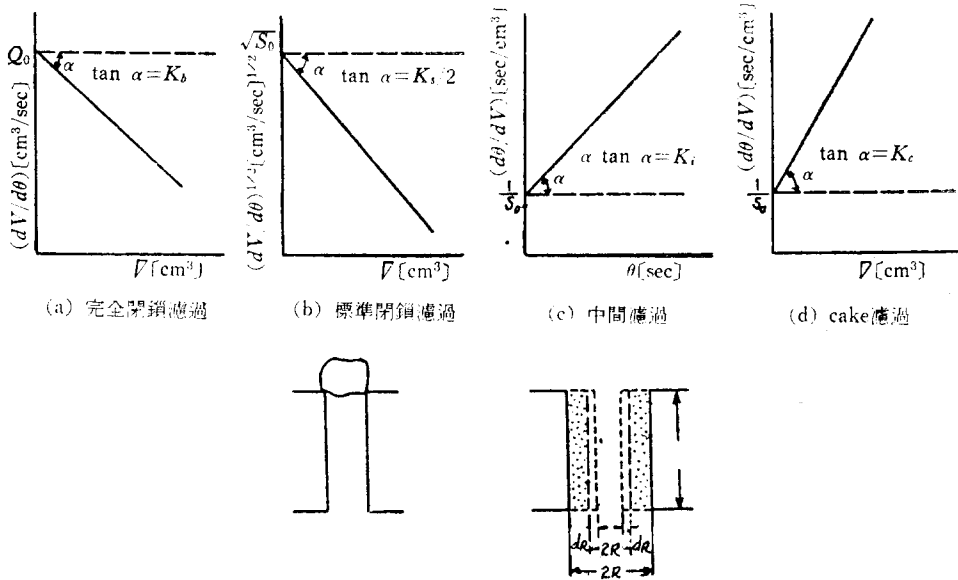 Q₀
(dV/dθ)[cm³/sec]
α
tan α=K_b
V[cm³]
(a) 完全閉鎖濾過
√S₀
(dV/dθ)^1/2[cm³/sec]^1/2
α
tan α=K_s/2
V[cm³]
(b) 標準閉鎖濾過
(dθ/dV)[sec/cm³]
1/S₀
α
α tan α=K_i
θ[sec]
(c) 中間濾過
(dθ/dV)[sec/cm³]
1/S₀
α
tan α=K_c
V[cm³]
(d) cake濾過
dR 2R dR
2R